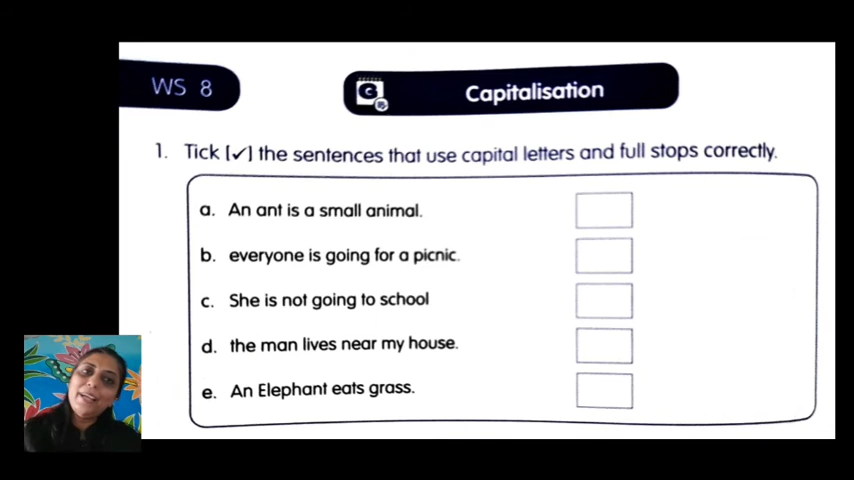 WS 8
Capitalisation
1. Tick [✓] the sentences that use capital letters and full stops correctly.
a. An ant is a small animal.
b. everyone is going for a picnic.
c. She is not going to school
d. the man lives near my house.
e. An Elephant eats grass.